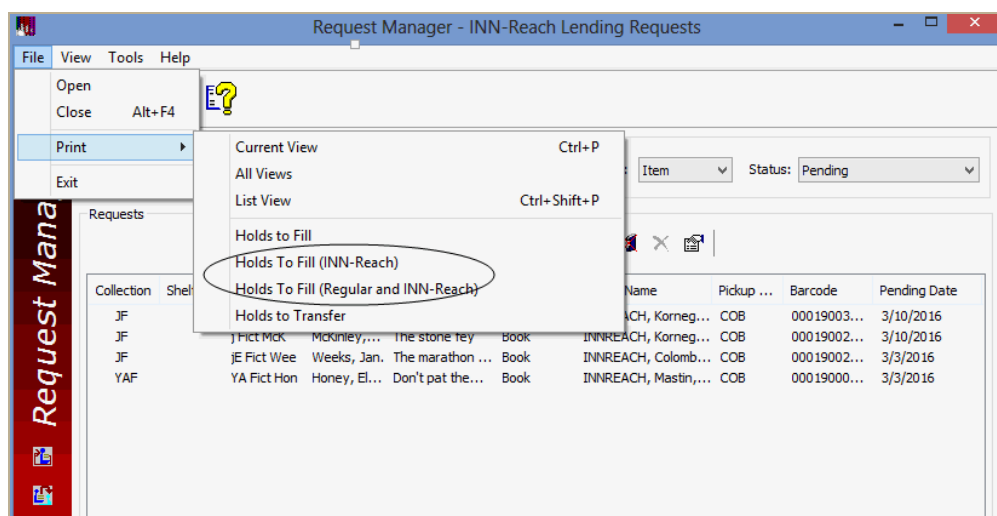 Request Manager - INN-Reach Lending Requests
File View Tools Help
Open
Close Alt+F4
Print
Exit
Current View Ctrl+P
All Views
List View Ctrl+Shift+P
Holds to Fill
Holds To Fill (INN-Reach)
Holds To Fill (Regular and INN-Reach)
Holds to Transfer
Item Status: Pending
Requests
Collection Name Pickup ... Barcode Pending Date
JF Korneg... COB 00019003... 3/10/2016
JF j Fict McK McKinley,... The stone fey Book INNREACH, Korneg... COB 00019002... 3/10/2016
JF jE Fict Wee Weeks, Jan. The marathon ... Book INNREACH, Colomb... COB 00019002... 3/3/2016
YAF YA Fict Hon Honey, El... Don't pat the... Book INNREACH, Mastin,... COB 00019000... 3/3/2016
Request Mana